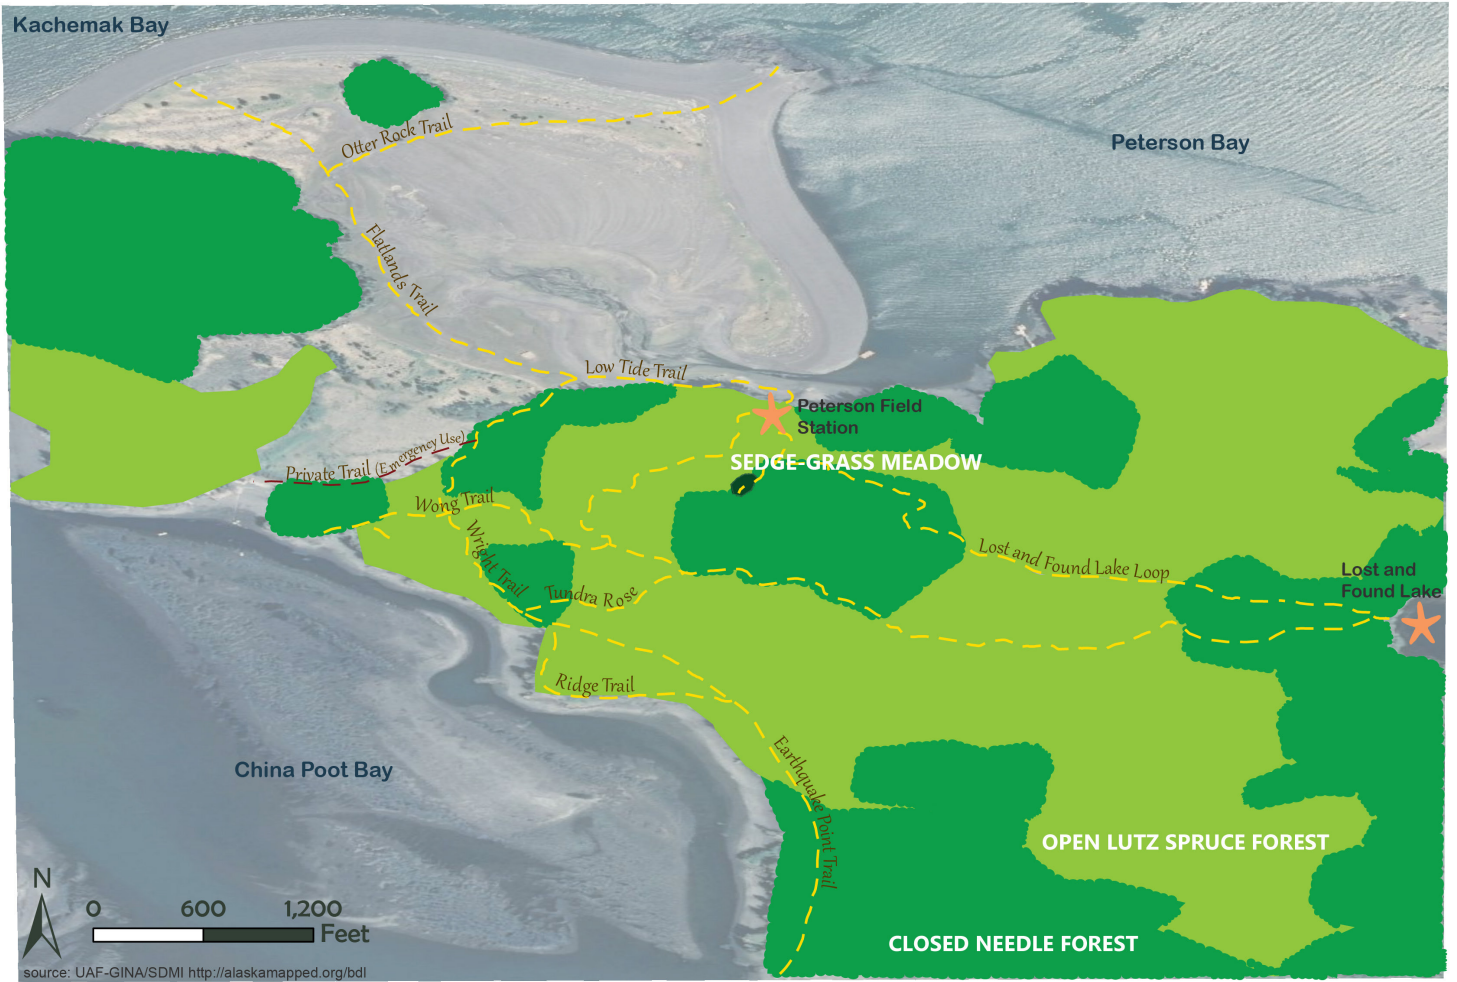 Kachemak Bay
Otter Rock Trail
Peterson Bay
Flatlands Trail
Low Tide Trail
Peterson Field
Station
Private Trail (Emergency Use)
SEDGE-GRASS MEADOW
Wong Trail
Wright Trail
Lost and Found Lake Loop
Lost and
Found Lake
Tundra Rose
Ridge Trail
Earthquake Point Trail
China Poot Bay
OPEN LUTZ SPRUCE FOREST
CLOSED NEEDLE FOREST
N
0 600 1,200
Feet
source: UAF-GINA/SDMI http://alaskamapped.org/bdl